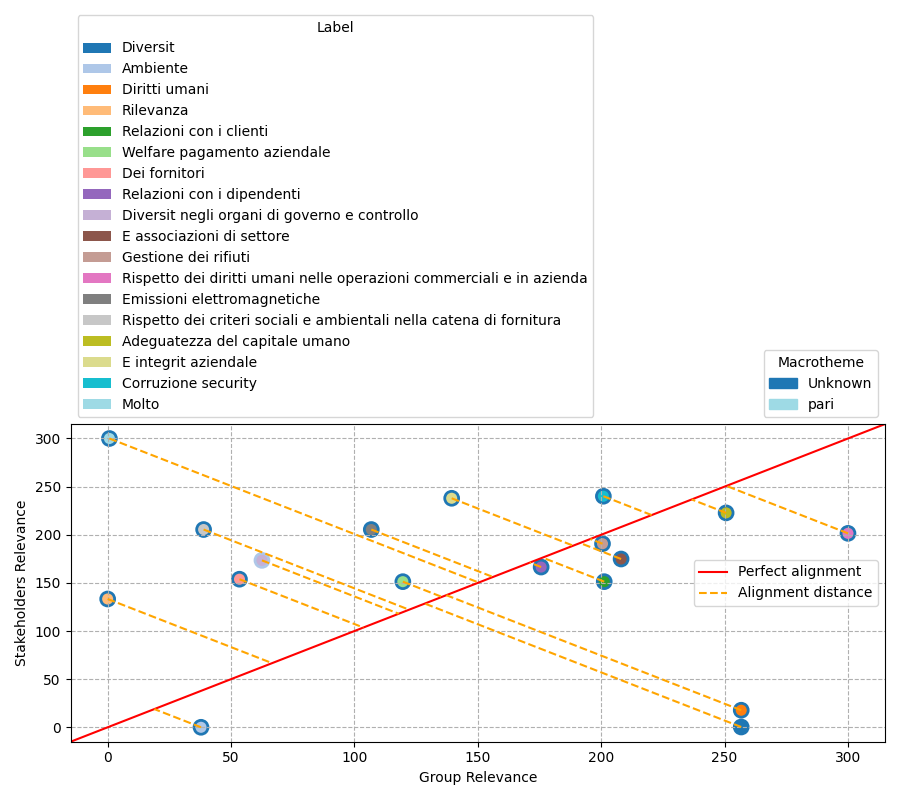 Label
Diversit
Ambiente
Diritti umani
Rilevanza
Relazioni con i clienti
Welfare pagamento aziendale
Dei fornitori
Relazioni con i dipendenti
Diversit negli organi di governo e controllo
E associazioni di settore
Gestione dei rifiuti
Rispetto dei diritti umani nelle operazioni commerciali e in azienda
Emissioni elettromagnetiche
Rispetto dei criteri sociali e ambientali nella catena di fornitura
Adeguatezza del capitale umano
E integrit aziendale
Corruzione security
Molto
Macrotheme
Unknown
pari
300
250
200
150
100
50
0
Stakeholders Relevance
Perfect alignment
Alignment distance
0 50 100 150 200 250 300
Group Relevance